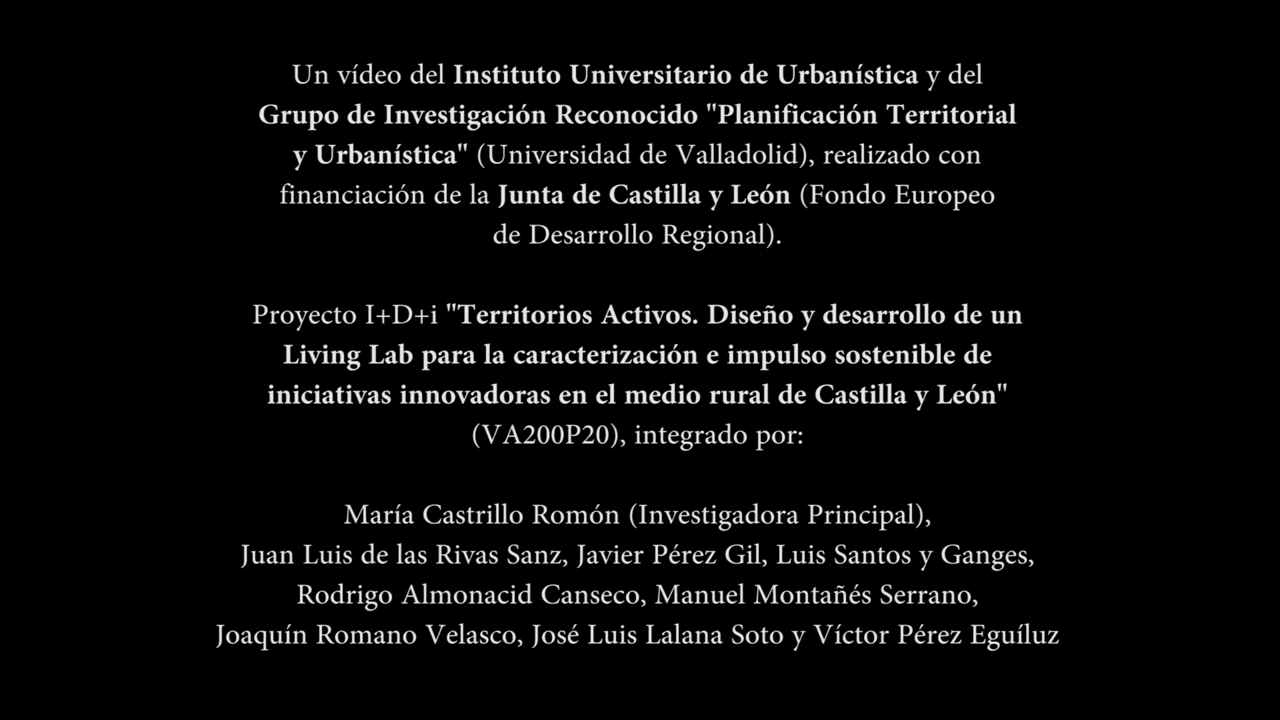 Un vídeo del Instituto Universitario de Urbanística y del
Grupo de Investigación Reconocido "Planificación Territorial
y Urbanística" (Universidad de Valladolid), realizado con
financiación de la Junta de Castilla y León (Fondo Europeo
de Desarrollo Regional).
Proyecto I+D+i "Territorios Activos. Diseño y desarrollo de un
Living Lab para la caracterización e impulso sostenible de
iniciativas innovadoras en el medio rural de Castilla y León"
(VA200P20), integrado por:
María Castrillo Romón (Investigadora Principal),
Juan Luis de las Rivas Sanz, Javier Pérez Gil, Luis Santos y Ganges,
Rodrigo Almonacid Canseco, Manuel Montañés Serrano,
Joaquín Romano Velasco, José Luis Lalana Soto y Víctor Pérez Eguíluz